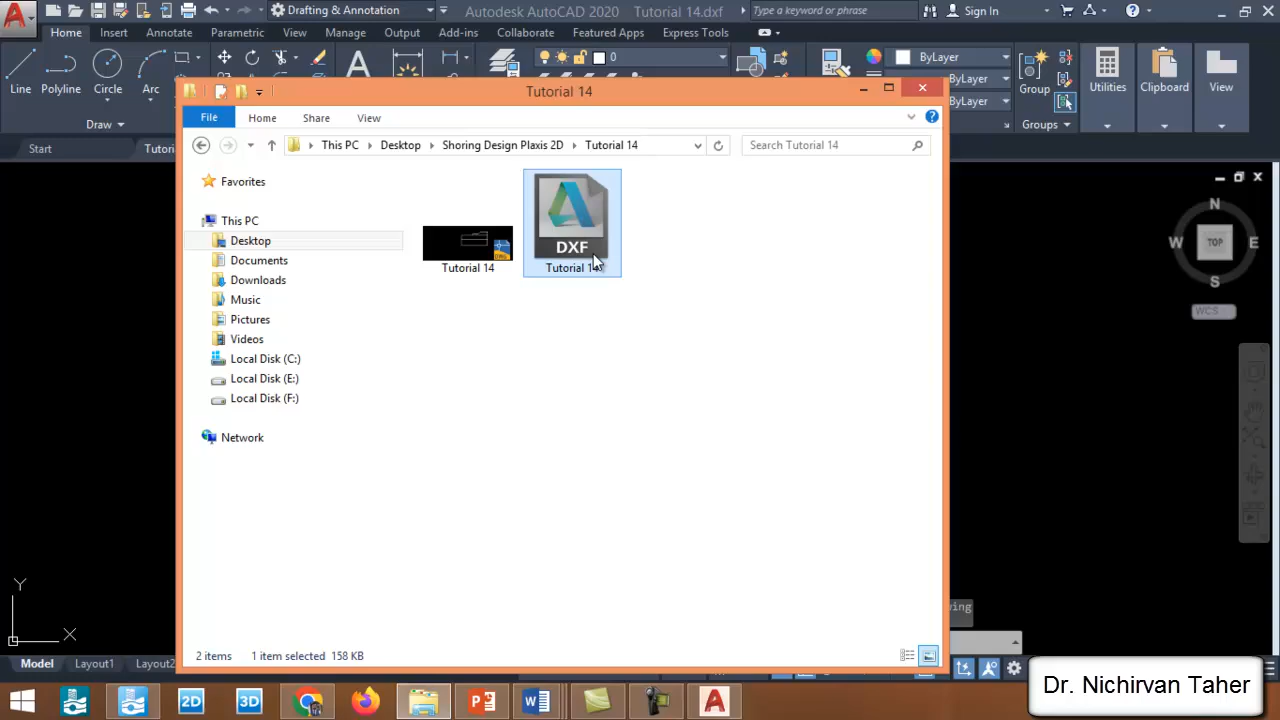 Drafting & Annotation
Autodesk AutoCAD 2020 Tutorial 14.dxf
Type a keyword or phrase
Sign In
Home Insert Annotate Parametric View Manage Output Add-ins Collaborate Featured Apps Express Tools
Line Polyline Circle Arc
Draw
0
ByLayer
ByLayer
ByLayer
Group
Groups
Utilities Clipboard View
Start
Tutorial 14
File Home Share View
This PC Desktop Shoring Design Plaxis 2D Tutorial 14
Search Tutorial 14
Favorites
This PC
Desktop
Documents
Downloads
Music
Pictures
Videos
Local Disk (C:)
Local Disk (E:)
Local Disk (F:)
Network
DXF
Tutorial 14
Tutorial 14
N
W TOP E
S
WCS
Y
X
2 items 1 item selected 158 KB
Model Layout1 Layout2
2D 3D
Dr. Nichirvan Taher